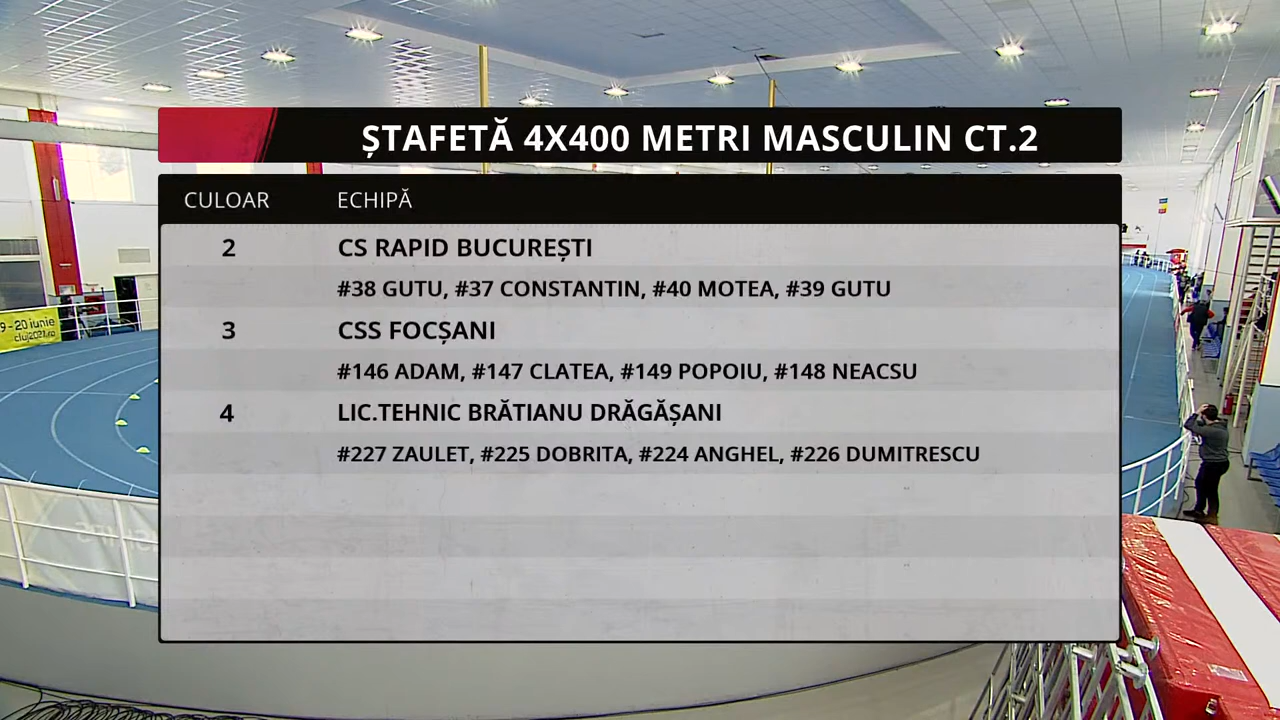 ȘTAFETĂ 4X400 METRI MASCULIN CT.2
CULOAR ECHIPĂ
2 CS RAPID BUCUREȘTI
#38 GUTU, #37 CONSTANTIN, #40 MOTEA, #39 GUTU
3 CSS FOCȘANI
#146 ADAM, #147 CLATEA, #149 POPOIU, #148 NEACSU
4 LIC.TEHNIC BRĂTIANU DRĂGĂȘANI
#227 ZAULET, #225 DOBRITA, #224 ANGHEL, #226 DUMITRESCU
9 - 20 iunie